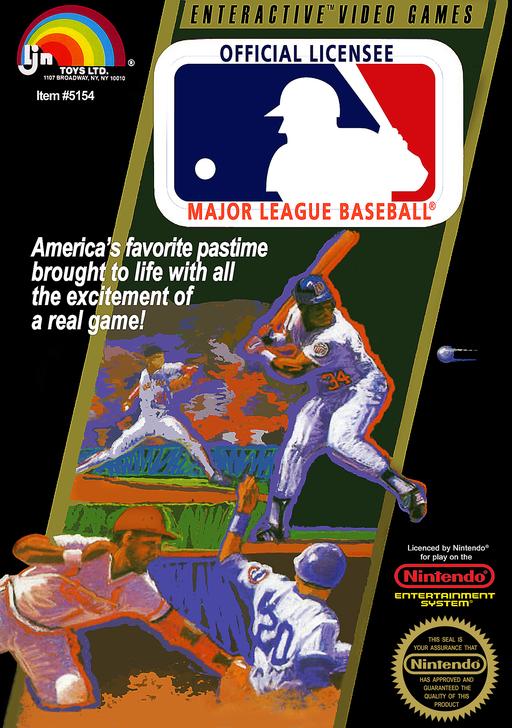 ENTERACTIVE™ VIDEO GAMES
OFFICIAL LICENSEE
MAJOR LEAGUE BASEBALL®
ljn ®
TOYS LTD.
1107 BROADWAY, NY, NY 10010
Item #5154
America's favorite pastime
brought to life with all
the excitement of
a real game!
34
Licenced by Nintendo®
for play on the
Nintendo®
ENTERTAINMENT
SYSTEM®
THIS SEAL IS
YOUR ASSURANCE THAT
Nintendo®
HAS APPROVED AND
GUARANTEED THE
QUALITY OF THIS
PRODUCT